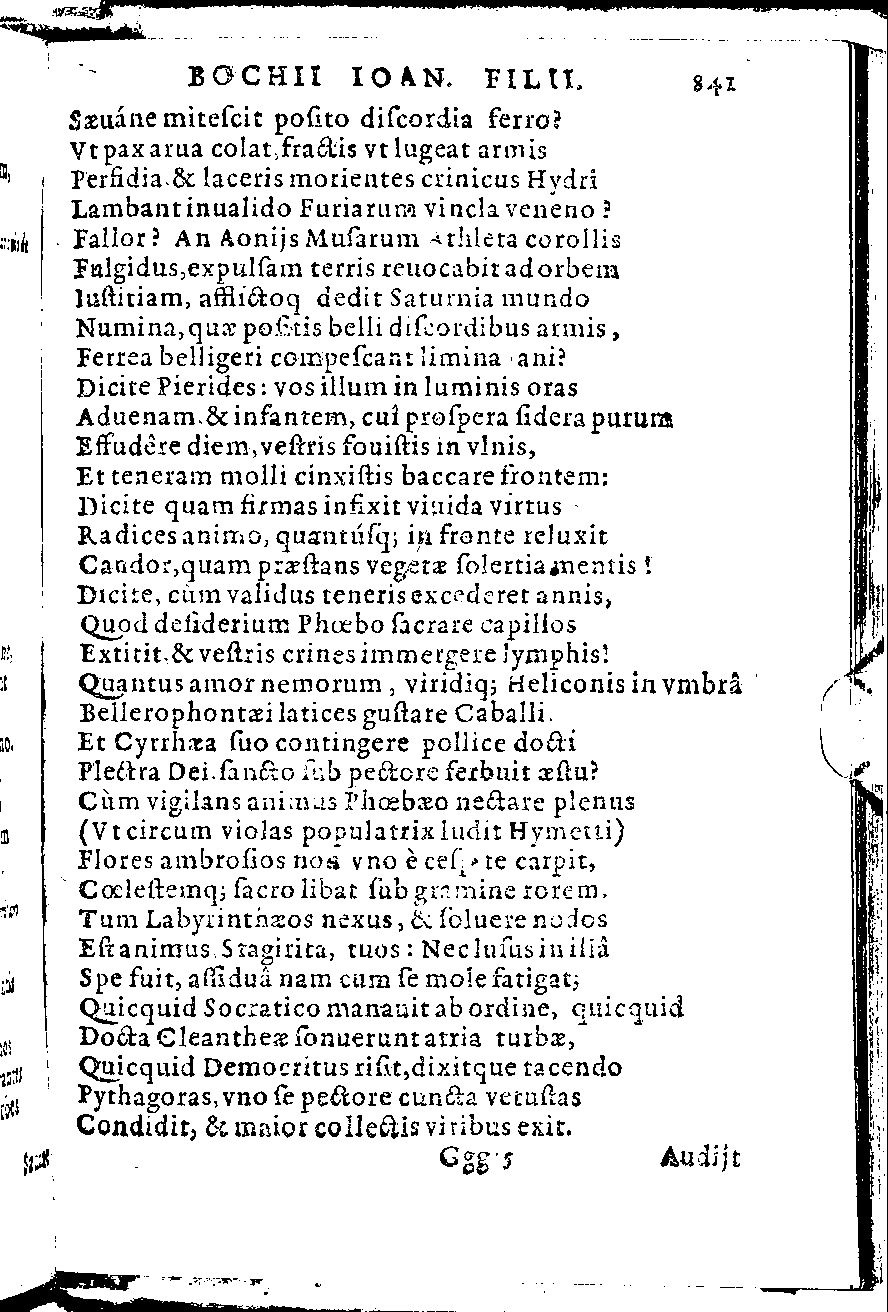 BOCHII IOAN. FILII. 841
Sæuáne mitеſcit poſito diſcordia ferro?
Vt pax arua colat, fractis vt lugeat armis
Perfidia. & laceris morientes crinicus Hydri
Lambant inualido Furiarum vincla veneno?
Fallor? An Aonijs Muſarum Athleta corollis
Fulgidus, expulſam terris reuocabit ad orbem
Iuſtitiam, afflictoq dedit Saturnia mundo
Numina, quæ poſitis belli diſcordibus armis,
Ferrea belligeri compeſcant limina ani?
Dicite Pierides: vos illum in luminis oras
Aduenam. & infantem, cui proſpera ſidera purum
Effudêre diem, veſtris fouiſtis in vlnis,
Et teneram molli cinxiſtis baccare frontem:
Dicite quam firmas infixit viuida virtus
Radices animo, quantúſq; in fronte reluxit
Candor, quam præſtans vegetæ ſolertia mentis!
Dicite, cùm validus teneris excederet annis,
Quod deſiderium Phœbo ſacrare capillos
Extitit. & veſtris crines immergere lymphis!
Quantus amor nemorum, viridiq; Heliconis in vmbrâ
Bellerophontæi latices guſtare Caballi.
Et Cyrrhæa ſuo contingere pollice docti
Plectra Dei. ſancto ſub pectore ferbuit æſtu?
Cùm vigilans animus Phœbæo nectare plenus
(Vt circum violas populatrix ludit Hymetti)
Flores ambroſios non vno è ceſpite carpit,
Cœleſtemq; ſacro libat ſub gramine rorem.
Tum Labyrinthæos nexus, & ſoluere nodos
Eſt animus. Stagirita, tuos: Nec luſus in illâ
Spe fuit, aſſiduâ nam cum ſe mole fatigat;
Quicquid Socratico manauit ab ordine, quicquid
Docta Cleantheæ ſonuerunt atria turbæ,
Quicquid Democritus riſit, dixitque tacendo
Pythagoras, vno ſe pectore cuncta vetuſtas
Condidit, & maior collectis viribus exit.
Ggg 5 Audijt